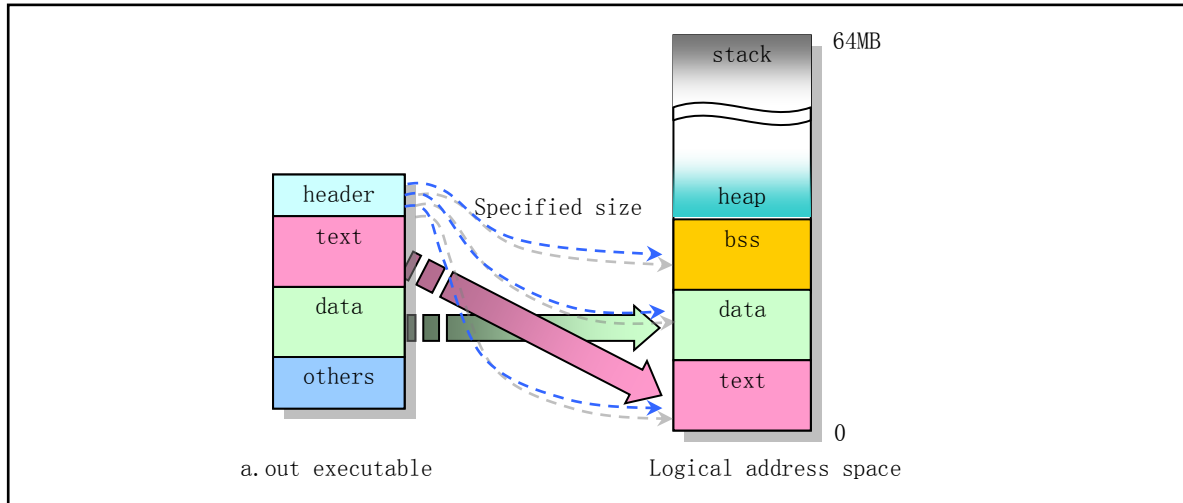 header
text
data
others
a.out executable
Specified size
stack
heap
bss
data
text
64MB
0
Logical address space